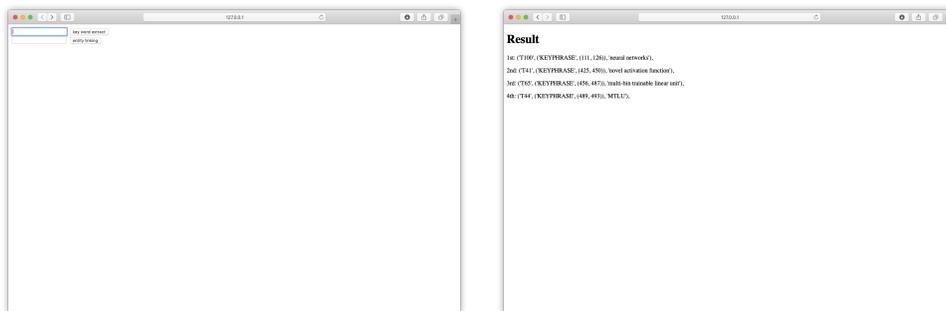 127.0.0.1
key word extract
entity linking
127.0.0.1
Result
1st: ('T100', ('KEYPHRASE', (111, 126)), 'neural networks'),
2nd: ('T41', ('KEYPHRASE', (425, 450)), 'novel activation function'),
3rd: ('T65', ('KEYPHRASE', (456, 487)), 'multi-bin trainable linear unit'),
4th: ('T44', ('KEYPHRASE', (489, 493)), 'MTLU'),